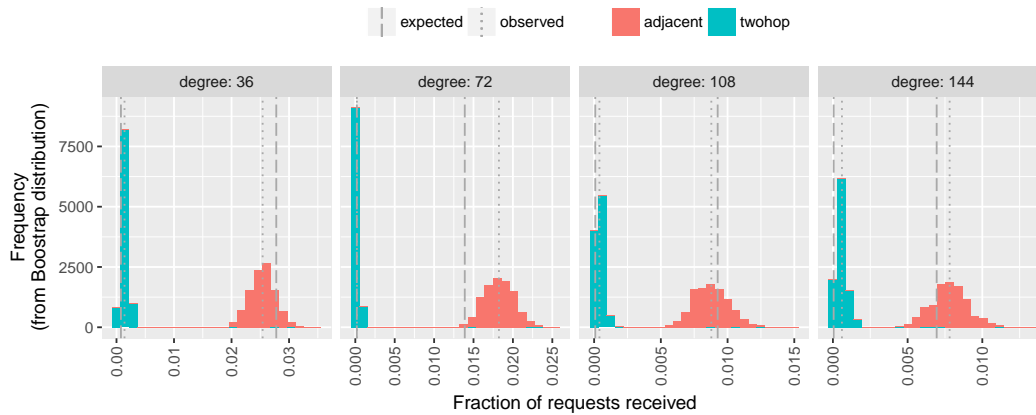 expected observed adjacent twohop
degree: 36 degree: 72 degree: 108 degree: 144
Frequency
(from Boostrap distribution)
7500
5000
2500
0
0.00 0.01 0.02 0.03 0.000 0.005 0.010 0.015 0.020 0.025 0.000 0.005 0.010 0.015 0.000 0.005 0.010
Fraction of requests received